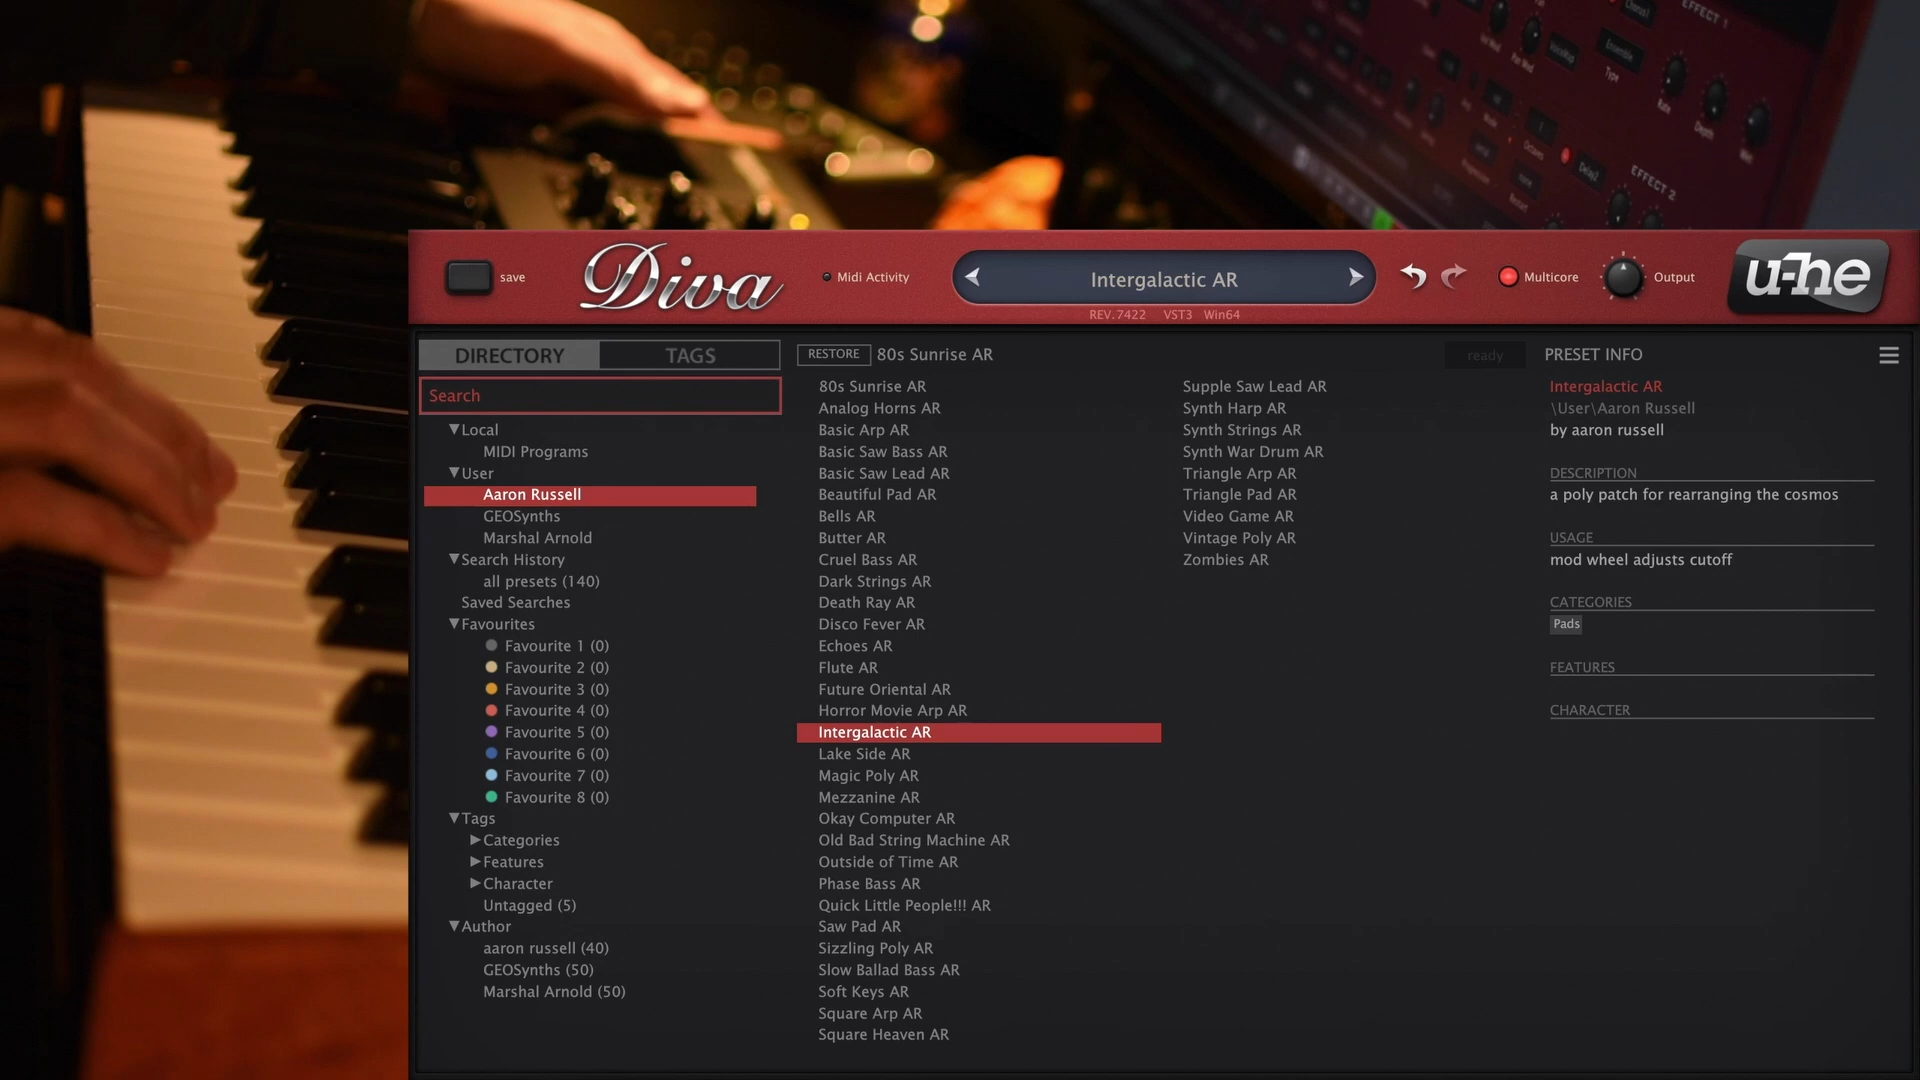 EFFECT 1
Chorus1
Ensemble
Type
Rate
Depth
Wet
Delay2
EFFECT 2
save
Diva
Midi Activity
Intergalactic AR
Multicore
Output
u-he
REV.7422 VST3 Win64
DIRECTORY
TAGS
RESTORE
80s Sunrise AR
ready
PRESET INFO
Search
Local
MIDI Programs
User
Aaron Russell
GEOSynths
Marshal Arnold
Search History
all presets (140)
Saved Searches
Favourites
Favourite 1 (0)
Favourite 2 (0)
Favourite 3 (0)
Favourite 4 (0)
Favourite 5 (0)
Favourite 6 (0)
Favourite 7 (0)
Favourite 8 (0)
Tags
Categories
Features
Character
Untagged (5)
Author
aaron russell (40)
GEOSynths (50)
Marshal Arnold (50)
80s Sunrise AR
Analog Horns AR
Basic Arp AR
Basic Saw Bass AR
Basic Saw Lead AR
Beautiful Pad AR
Bells AR
Butter AR
Cruel Bass AR
Dark Strings AR
Death Ray AR
Disco Fever AR
Echoes AR
Flute AR
Future Oriental AR
Horror Movie Arp AR
Intergalactic AR
Lake Side AR
Magic Poly AR
Mezzanine AR
Okay Computer AR
Old Bad String Machine AR
Outside of Time AR
Phase Bass AR
Quick Little People!!! AR
Saw Pad AR
Sizzling Poly AR
Slow Ballad Bass AR
Soft Keys AR
Square Arp AR
Square Heaven AR
Supple Saw Lead AR
Synth Harp AR
Synth Strings AR
Synth War Drum AR
Triangle Arp AR
Triangle Pad AR
Video Game AR
Vintage Poly AR
Zombies AR
Intergalactic AR
\User\Aaron Russell
by aaron russell
DESCRIPTION
a poly patch for rearranging the cosmos
USAGE
mod wheel adjusts cutoff
CATEGORIES
Pads
FEATURES
CHARACTER